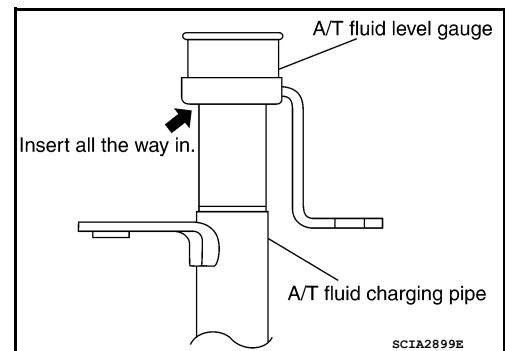 A/T fluid level gauge
Insert all the way in.
A/T fluid charging pipe
SCIA2899E